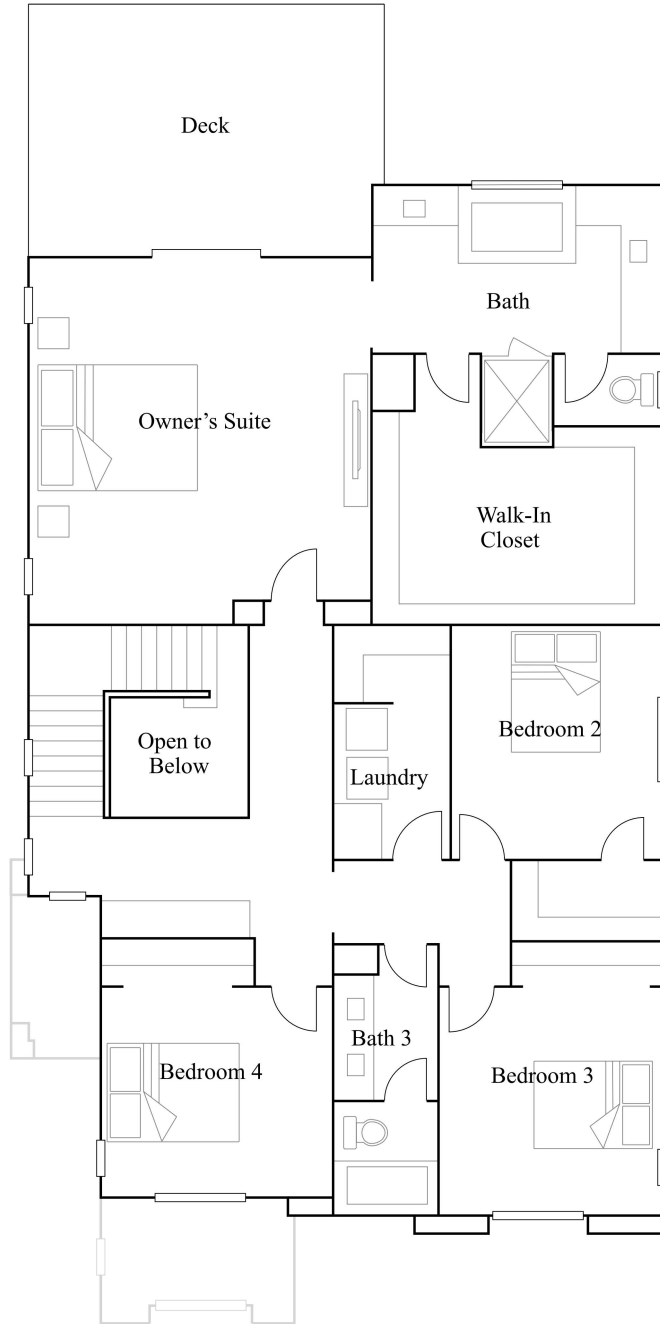 Deck
Bath
Owner's Suite
Walk-In
Closet
Bedroom 2
Open to
Below
Laundry
Bath 3
Bedroom 4
Bedroom 3